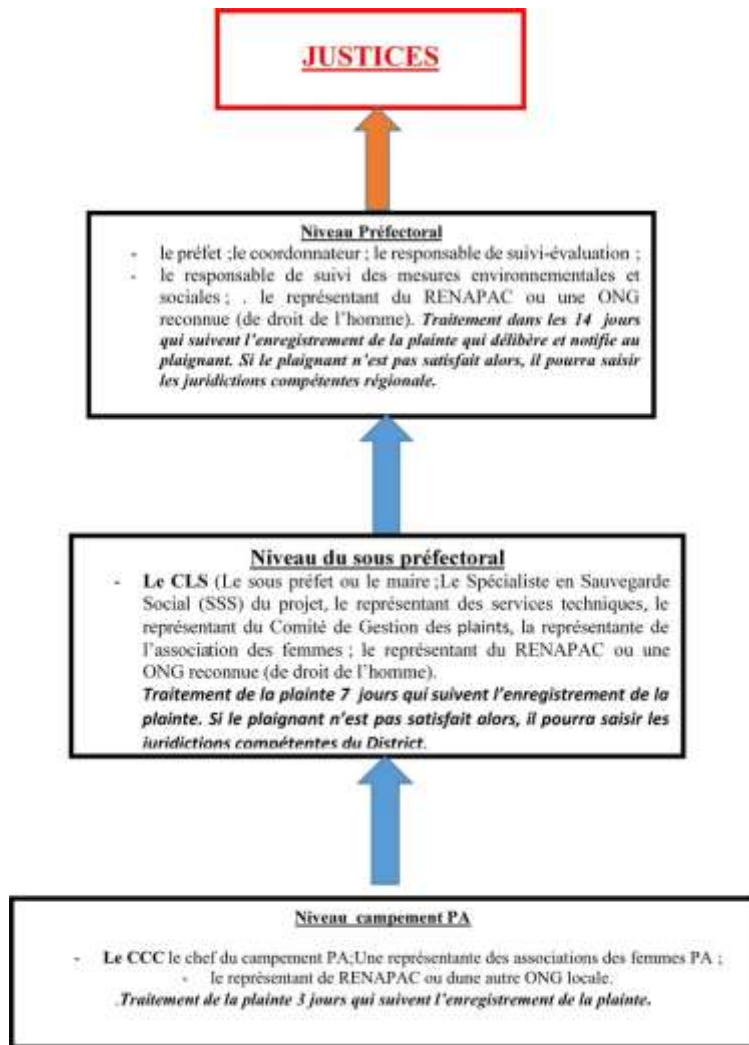 JUSTICES
Niveau Préfectoral
- le préfet ;le coordonnateur ; le responsable de suivi-évaluation ;
- le responsable de suivi des mesures environnementales et
sociales ; . le représentant du RENAPAC ou une ONG
reconnue (de droit de l’homme). Traitement dans les 14 jours
qui suivent l’enregistrement de la plainte qui délibère et notifie au
plaignant. Si le plaignant n’est pas satisfait alors, il pourra saisir
les juridictions compétentes régionale.
Niveau du sous préfectoral
- Le CLS (Le sous préfet ou le maire ;Le Spécialiste en Sauvegarde
Social (SSS) du projet, le représentant des services techniques, le
représentant du Comité de Gestion des plaints, la représentante de
l’association des femmes ; le représentant du RENAPAC ou une
ONG reconnue (de droit de l’homme).
Traitement de la plainte 7 jours qui suivent l’enregistrement de la
plainte. Si le plaignant n’est pas satisfait alors, il pourra saisir les
juridictions compétentes du District.
Niveau campement PA
- Le CCC le chef du campement PA;Une représentante des associations des femmes PA ;
- le représentant de RENAPAC ou dune autre ONG locale.
.Traitement de la plainte 3 jours qui suivent l’enregistrement de la plainte.